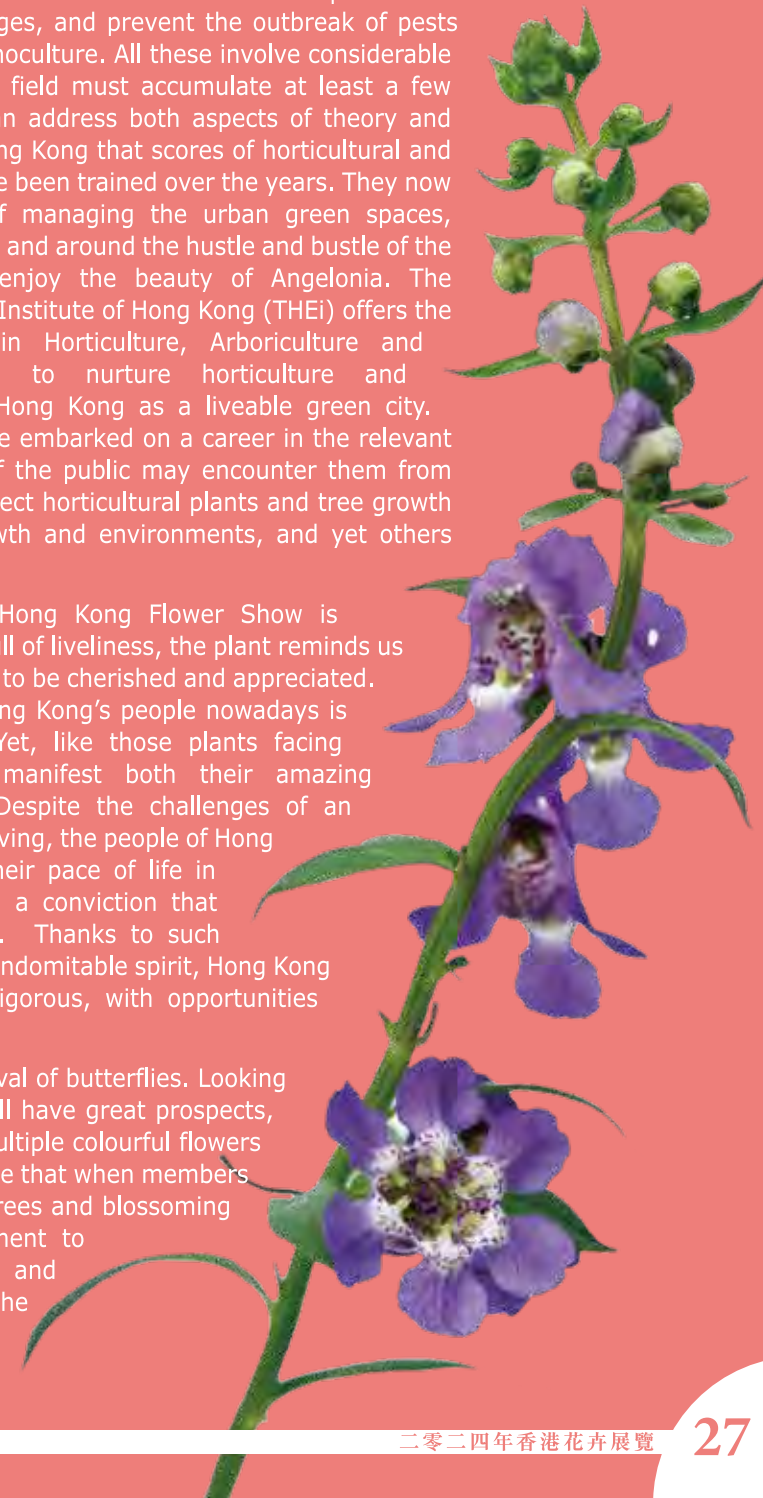 ges, and prevent the outbreak of pests
noculture. All these involve considerable
field must accumulate at least a few
an address both aspects of theory and
ng Kong that scores of horticultural and
e been trained over the years. They now
f managing the urban green spaces,
and around the hustle and bustle of the
enjoy the beauty of Angelonia. The
Institute of Hong Kong (THEi) offers the
in Horticulture, Arboriculture and
to nurture horticulture and
Hong Kong as a liveable green city.
e embarked on a career in the relevant
f the public may encounter them from
ect horticultural plants and tree growth
wth and environments, and yet others
Hong Kong Flower Show is
ll of liveliness, the plant reminds us
to be cherished and appreciated.
ng Kong's people nowadays is
Yet, like those plants facing
manifest both their amazing
Despite the challenges of an
ving, the people of Hong
heir pace of life in
a conviction that
. Thanks to such
ndomitable spirit, Hong Kong
igorous, with opportunities
val of butterflies. Looking
ll have great prospects,
ultiple colourful flowers
e that when members
rees and blossoming
nent to
and
he
二零二四年香港花卉展覽 27